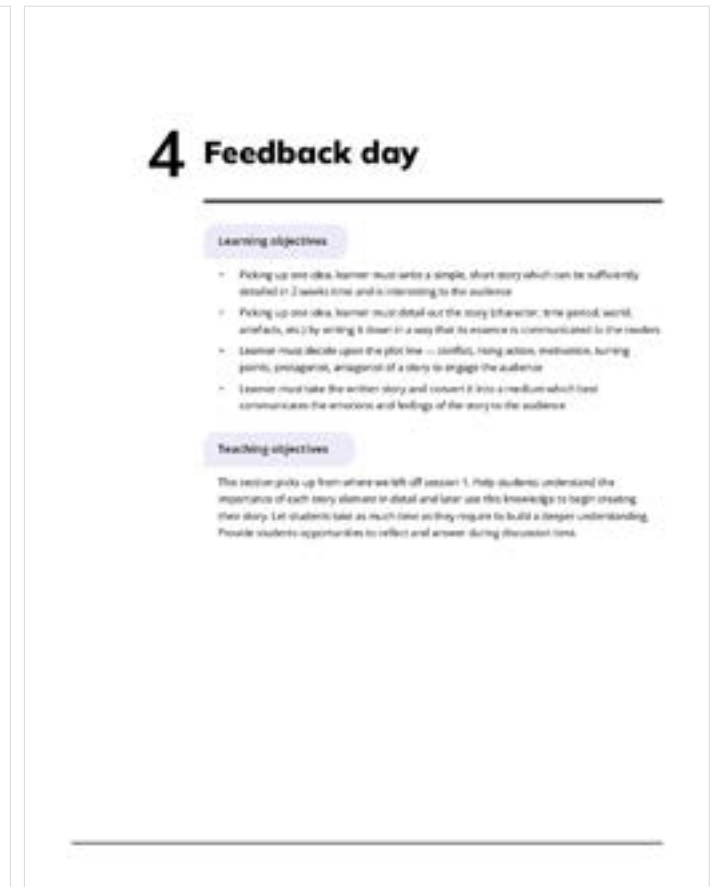 4 Feedback day
Learning objectives
• Picking up one idea, learner must write a simple, short story which can be sufficiently
detailed in 2 weeks time and is interesting to the audience
• Picking up one idea, learner must detail out the story (character, time period, world,
artefacts, etc.) by writing it down in a way that its essence is communicated to the readers
• Learner must decide upon the plot line — conflict, rising action, motivation, turning
points, protagonist, antagonist of a story to engage the audience
• Learner must take the written story and convert it into a medium which best
communicates the emotions and feelings of the story to the audience
Teaching objectives
This section picks up from where we left off session 1. Help students understand the
importance of each story element in detail and later use this knowledge to begin creating
their story. Let students take as much time as they require to build a deeper understanding.
Provide students opportunities to reflect and answer during discussion time.